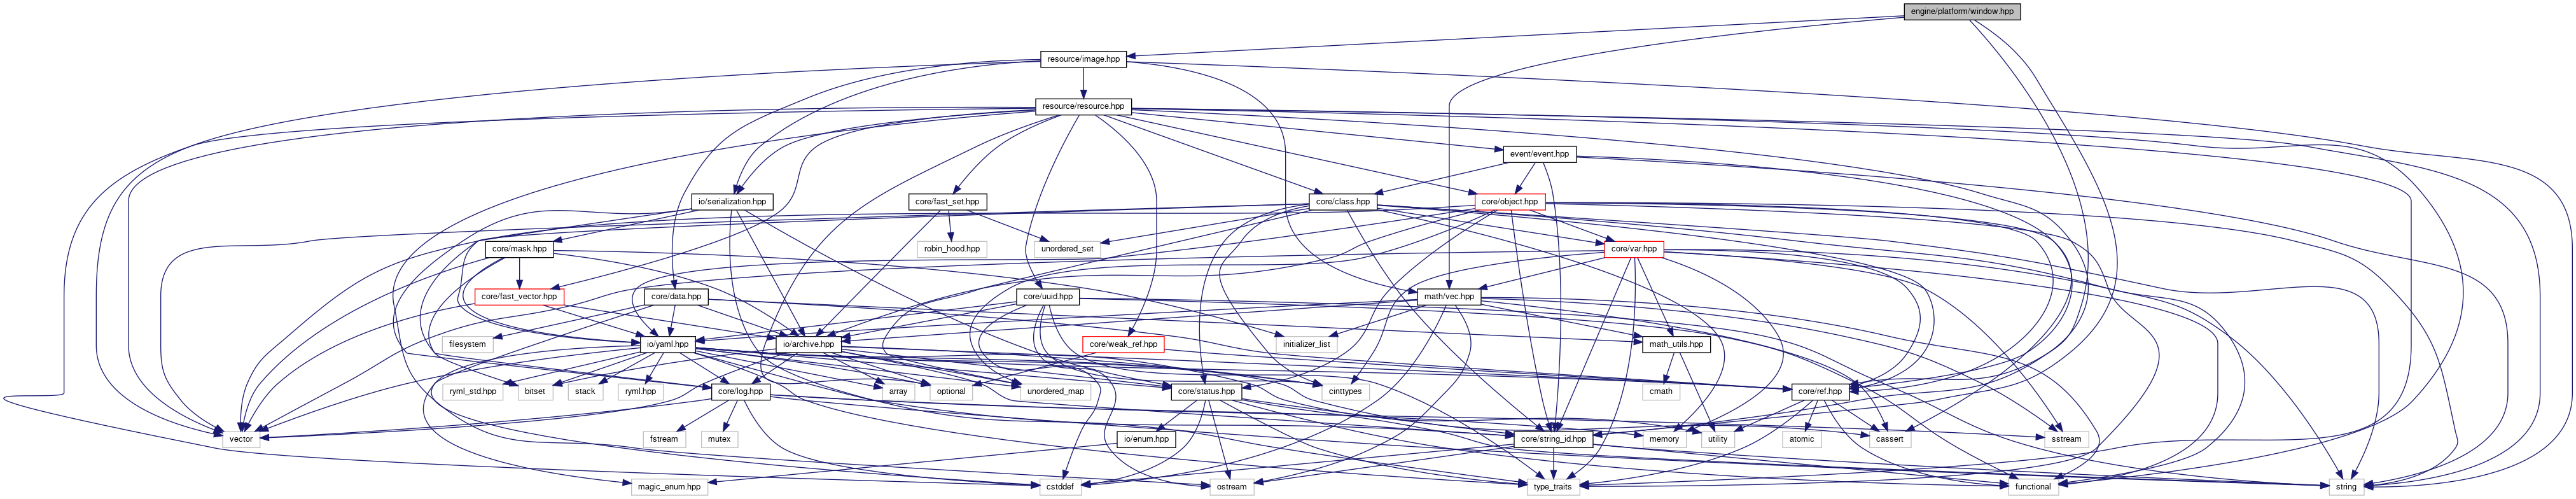 engine/platform/window.hpp
resource/image.hpp
resource/resource.hpp
event/event.hpp
io/serialization.hpp
core/fast_set.hpp
core/class.hpp
core/object.hpp
core/mask.hpp
robin_hood.hpp
unordered_set
core/var.hpp
core/fast_vector.hpp
core/data.hpp
core/uuid.hpp
math/vec.hpp
filesystem
io/yaml.hpp
io/archive.hpp
core/weak_ref.hpp
initializer_list
math_utils.hpp
ryml_std.hpp
bitset
stack
ryml.hpp
core/log.hpp
array
optional
unordered_map
core/status.hpp
cinttypes
cmath
core/ref.hpp
vector
fstream
mutex
io/enum.hpp
core/string_id.hpp
memory
utility
atomic
cassert
sstream
magic_enum.hpp
cstddef
ostream
type_traits
functional
string